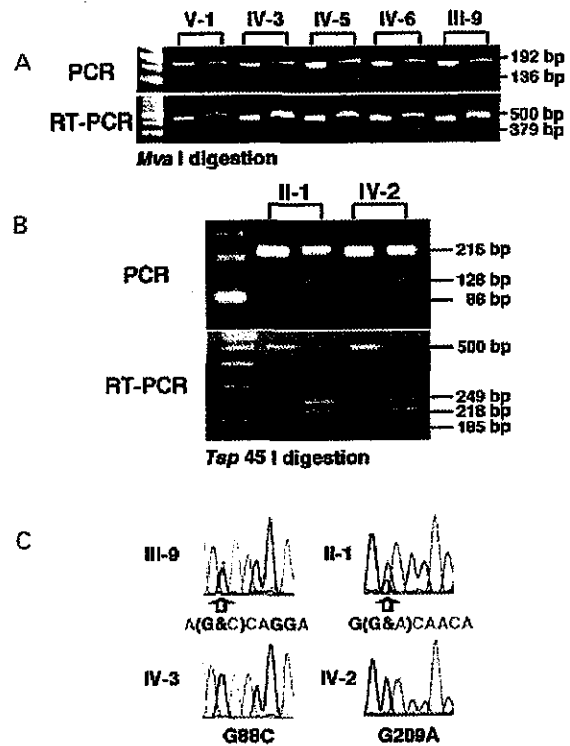 V-1 IV-3 IV-5 IV-6 III-9
A
PCR
192 bp
136 bp
RT-PCR
500 bp
379 bp
Mva I digestion
II-1 IV-2
B
PCR
216 bp
128 bp
86 bp
RT-PCR
500 bp
249 bp
218 bp
185 bp
Tsp 45 I digestion
C
III-9 II-1
A(G&C)CAGGA G(G&A)CAACA
IV-3 IV-2
G88C G209A